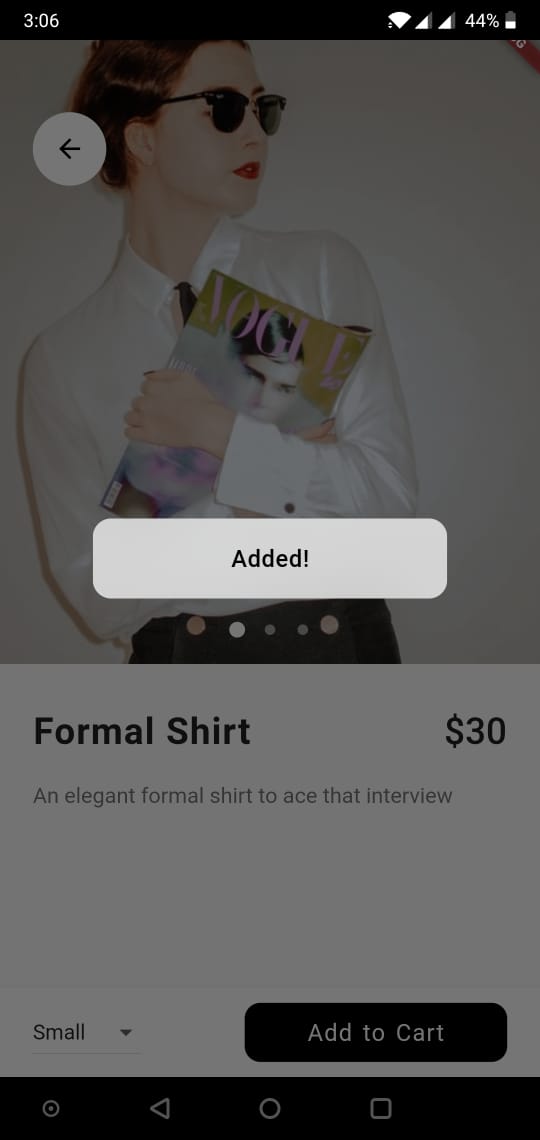 3:06
44%
VOGUE
Added!
Formal Shirt
$30
An elegant formal shirt to ace that interview
Small
Add to Cart